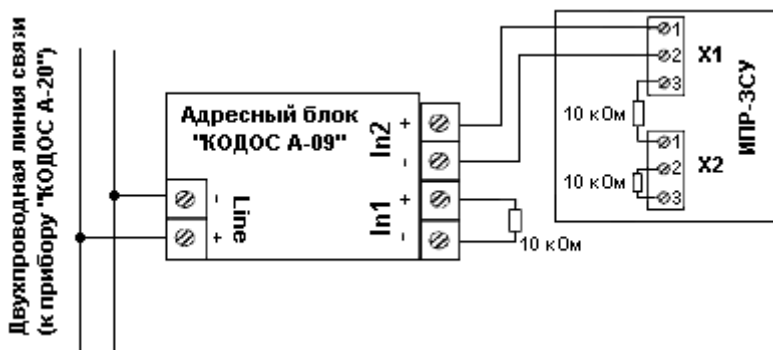 Двухпроводная линия связи
(к прибору "КОДОС А-20")
Адресный блок
"КОДОС А-09"
- Line
+
In2 +
-
In1 +
-
10 кОм
1
2
3
X1
10 кОм
1
2
3
X2
10 кОм
ИПР-3СУ